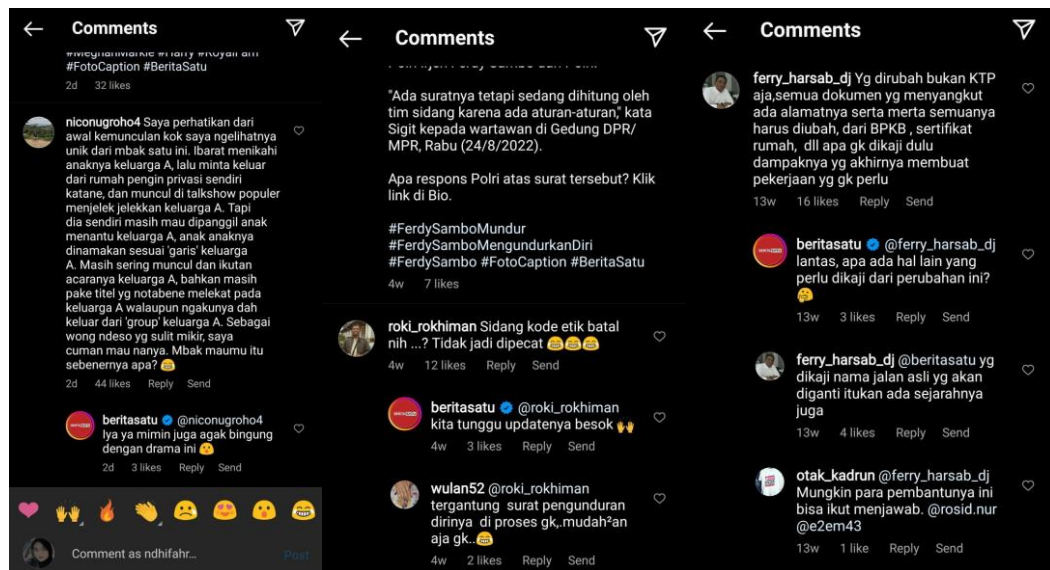 Comments
#MeghanMarkle #Harry
#FotoCaption #BeritaSatu
2d 32 likes
niconugroho4 Saya perhatikan dari
awal kemunculan kok saya ngelihatnya
unik dari mbak satu ini. Ibarat menikahi
anaknya keluarga A, lalu minta keluar
dari rumah pengin privasi sendiri
katane, dan muncul di talkshow populer
menjelek jelekkan keluarga A. Tapi
dia sendiri masih mau dipanggil anak
menantu keluarga A, anak anaknya
dinamakan sesuai 'garis' keluarga
A. Masih sering muncul dan ikutan
acaranya keluarga A, bahkan masih
pake titel yg notabene melekat pada
keluarga A walaupun ngakunya dah
keluar dari 'group' keluarga A. Sebagai
wong ndeso yg sulit mikir, saya
cuman mau nanya. Mbak maumu itu
sebenernya apa? 😂
2d 44 likes Reply Send
beritasatu @niconugroho4
Iya ya mimin juga agak bingung
dengan drama ini 😗
2d 3 likes Reply Send
❤️ 🙌 🔥 👏 😢 😍 😮 😂
Comment as ndhifahr... Post
Comments
Polri Irjen Ferdy Sambo dari Polri.
"Ada suratnya tetapi sedang dihitung oleh
tim sidang karena ada aturan-aturan," kata
Sigit kepada wartawan di Gedung DPR/
MPR, Rabu (24/8/2022).
Apa respons Polri atas surat tersebut? Klik
link di Bio.
#FerdySamboMundur
#FerdySamboMengundurkanDiri
#FerdySambo #FotoCaption #BeritaSatu
4w 7 likes
roki_rokhiman Sidang kode etik batal
nih ...? Tidak jadi dipecat 😂😂😂
4w 12 likes Reply Send
beritasatu @roki_rokhiman
kita tunggu updatenya besok 🙌
4w 3 likes Reply Send
wulan52 @roki_rokhiman
tergantung surat pengunduran
dirinya di proses gk,.mudah²an
aja gk..😂
4w 2 likes Reply Send
Comments
ferry_harsab_dj Yg dirubah bukan KTP
aja,semua dokumen yg menyangkut
ada alamatnya serta merta semuanya
harus diubah, dari BPKB , sertifikat
rumah, dll apa gk dikaji dulu
dampaknya yg akhirnya membuat
pekerjaan yg gk perlu
13w 16 likes Reply Send
beritasatu @ferry_harsab_dj
lantas, apa ada hal lain yang
perlu dikaji dari perubahan ini?
🤔
13w 3 likes Reply Send
ferry_harsab_dj @beritasatu yg
dikaji nama jalan asli yg akan
diganti itukan ada sejarahnya
juga
13w 4 likes Reply Send
otak_kadrun @ferry_harsab_dj
Mungkin para pembantunya ini
bisa ikut menjawab. @rosid.nur
@e2em43
13w 1 like Reply Send